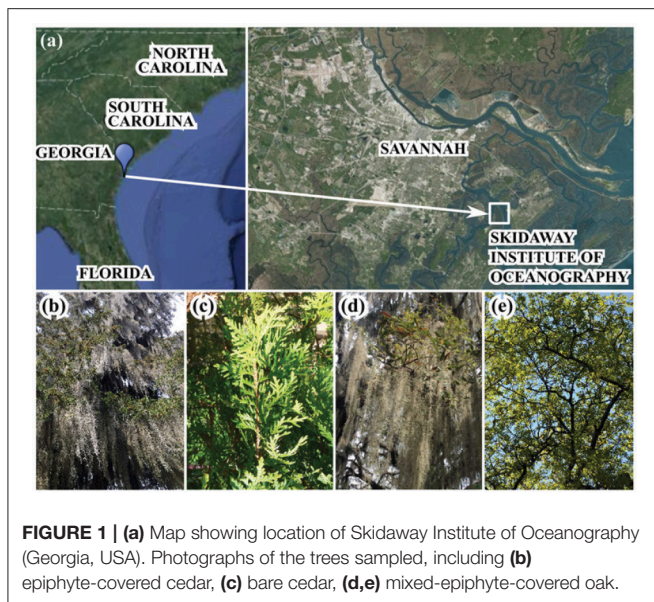 (a)
NORTH
CAROLINA
SOUTH
CAROLINA
GEORGIA
FLORIDA
SAVANNAH
SKIDAWAY
INSTITUTE OF
OCEANOGRAPHY
(b)
(c)
(d)
(e)
FIGURE 1 | (a) Map showing location of Skidaway Institute of Oceanography
(Georgia, USA). Photographs of the trees sampled, including (b)
epiphyte-covered cedar, (c) bare cedar, (d,e) mixed-epiphyte-covered oak.